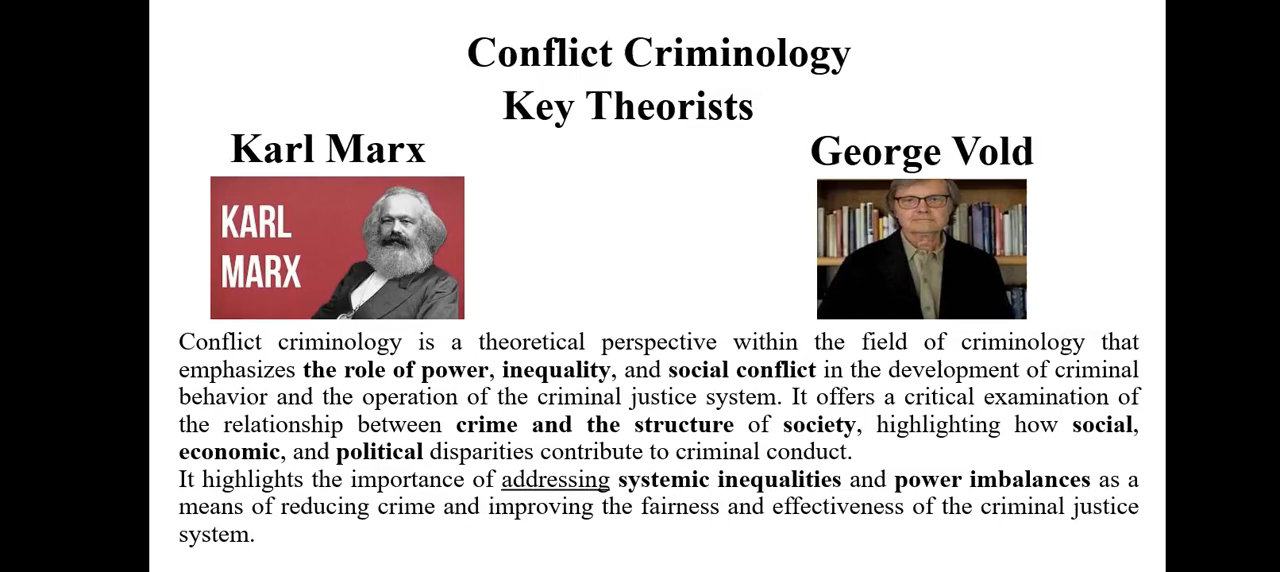 Conflict Criminology
Key Theorists
Karl Marx
George Vold
KARL
MARX
Conflict criminology is a theoretical perspective within the field of criminology that
emphasizes the role of power, inequality, and social conflict in the development of criminal
behavior and the operation of the criminal justice system. It offers a critical examination of
the relationship between crime and the structure of society, highlighting how social,
economic, and political disparities contribute to criminal conduct.
It highlights the importance of addressing systemic inequalities and power imbalances as a
means of reducing crime and improving the fairness and effectiveness of the criminal justice
system.